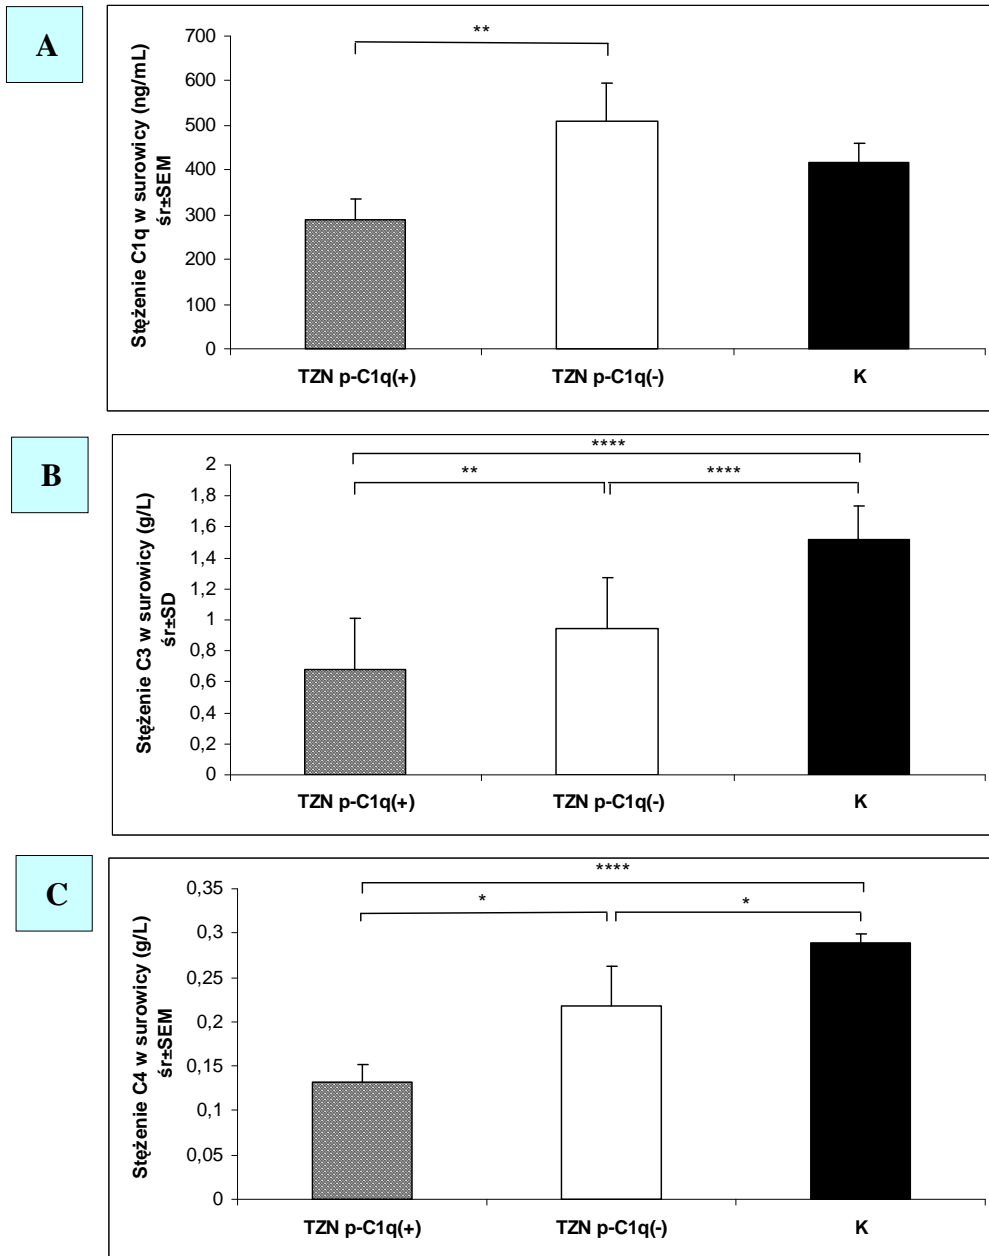 A
Stężenie C1q w surowicy (ng/mL)
śr±SEM
700
600
500
400
300
200
100
0
**
TZN p-C1q(+)
TZN p-C1q(-)
K
B
Stężenie C3 w surowicy (g/L)
śr±SD
2
1,8
1,6
1,4
1,2
1
0,8
0,6
0,4
0,2
0
****
**
****
TZN p-C1q(+)
TZN p-C1q(-)
K
C
Stężenie C4 w surowicy (g/L)
śr±SEM
0,35
0,3
0,25
0,2
0,15
0,1
0,05
0
****
*
*
TZN p-C1q(+)
TZN p-C1q(-)
K